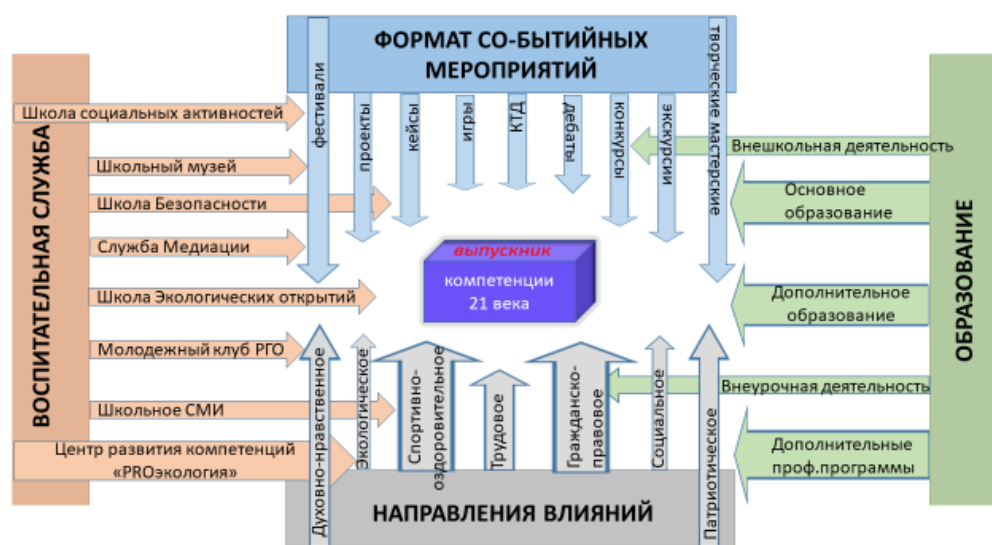 ФОРМАТ СО-БЫТИЙНЫХ
МЕРОПРИЯТИЙ
фестивали
проекты
кейсы
игры
КТД
дебаты
конкурсы
экскурсии
творческие мастерские
ВОСПИТАТЕЛЬНАЯ СЛУЖБА
Школа социальных активностей
Школьный музей
Школа Безопасности
Служба Медиации
Школа Экологических открытий
Молодежный клуб РГО
Школьное СМИ
Центр развития компетенций
«PROэкология»
выпускник
компетенции
21 века
ОБРАЗОВАНИЕ
Внешкольная деятельность
Основное
образование
Дополнительное
образование
Внеурочная деятельность
Дополнительные
проф.программы
Духовно-нравственное
Экологическое
Спортивно-
оздоровительное
Трудовое
Гражданско-
правовое
Социальное
Патриотическое
НАПРАВЛЕНИЯ ВЛИЯНИЙ